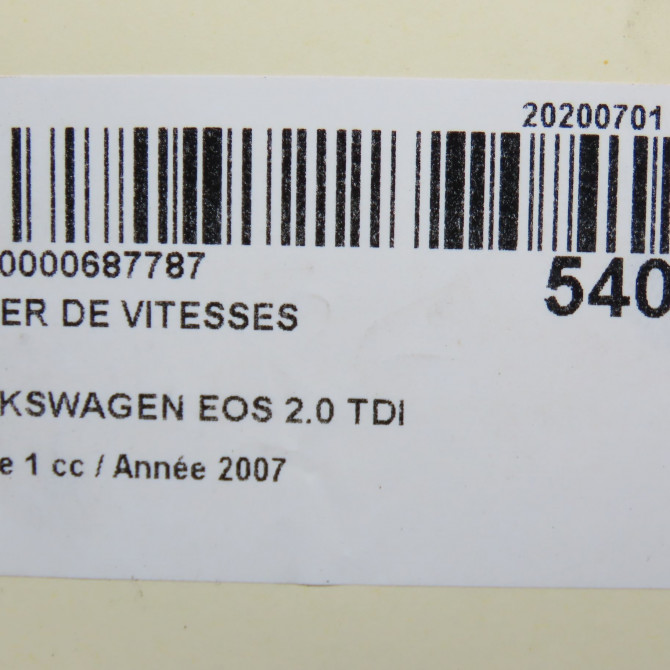 20200701
0000687787
540
ER DE VITESSES
KSWAGEN EOS 2.0 TDI
e 1 cc / Année 2007